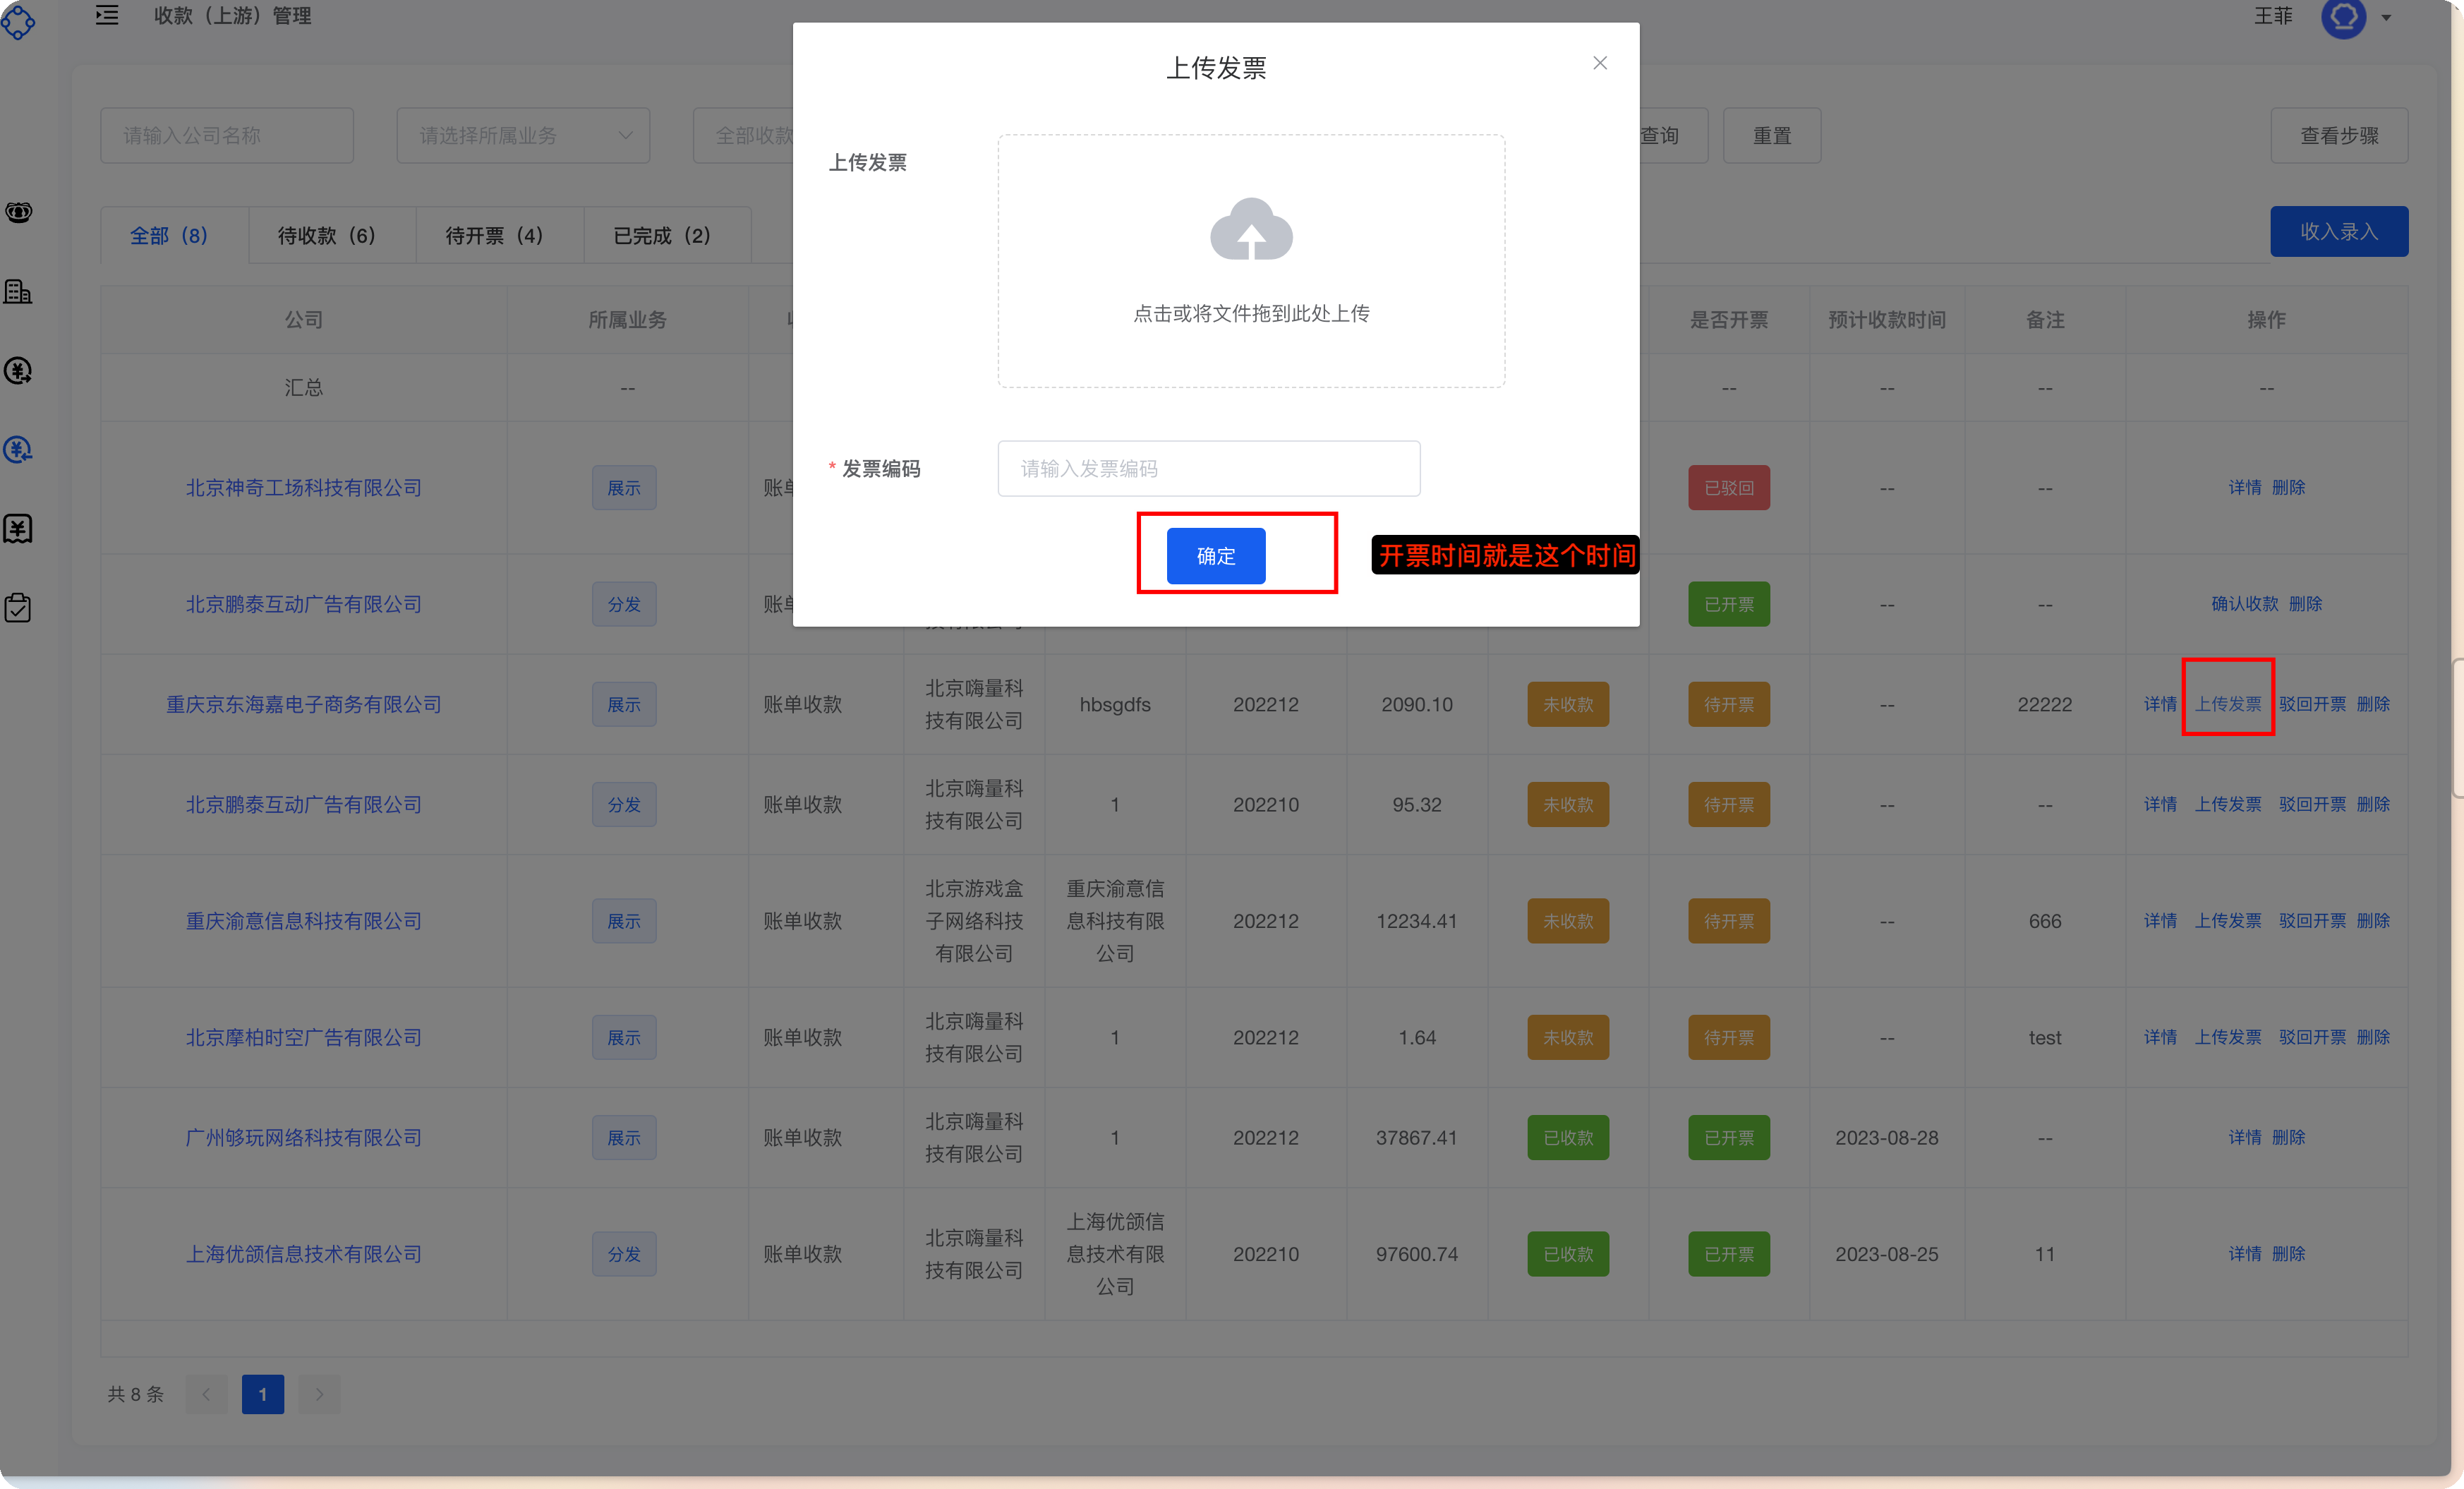 收款（上游）管理
王菲
上传发票
请输入公司名称
请选择所属业务
全部收款
查询
重置
查看步骤
上传发票
点击或将文件拖到此处上传
全部（8）
待收款（6）
待开票（4）
已完成（2）
收入录入
公司
所属业务
是否开票
预计收款时间
备注
操作
汇总
--
--
--
--
--
* 发票编码
请输入发票编码
北京神奇工场科技有限公司
展示
账单
已驳回
--
--
详情 删除
确定
开票时间就是这个时间
北京鹏泰互动广告有限公司
分发
账单
已开票
--
--
确认收款 删除
重庆京东海嘉电子商务有限公司
展示
账单收款
北京嗨量科
技有限公司
hbsgdfs
202212
2090.10
未收款
待开票
--
22222
详情 上传发票 驳回开票 删除
北京鹏泰互动广告有限公司
分发
账单收款
北京嗨量科
技有限公司
1
202210
95.32
未收款
待开票
--
--
详情 上传发票 驳回开票 删除
重庆渝意信息科技有限公司
展示
账单收款
北京游戏盒
子网络科技
有限公司
重庆渝意信
息科技有限
公司
202212
12234.41
未收款
待开票
--
666
详情 上传发票 驳回开票 删除
北京摩柏时空广告有限公司
展示
账单收款
北京嗨量科
技有限公司
1
202212
1.64
未收款
待开票
--
test
详情 上传发票 驳回开票 删除
广州够玩网络科技有限公司
展示
账单收款
北京嗨量科
技有限公司
1
202212
37867.41
已收款
已开票
2023-08-28
--
详情 删除
上海优颌信息技术有限公司
分发
账单收款
北京嗨量科
技有限公司
上海优颌信
息技术有限
公司
202210
97600.74
已收款
已开票
2023-08-25
11
详情 删除
共 8 条
1